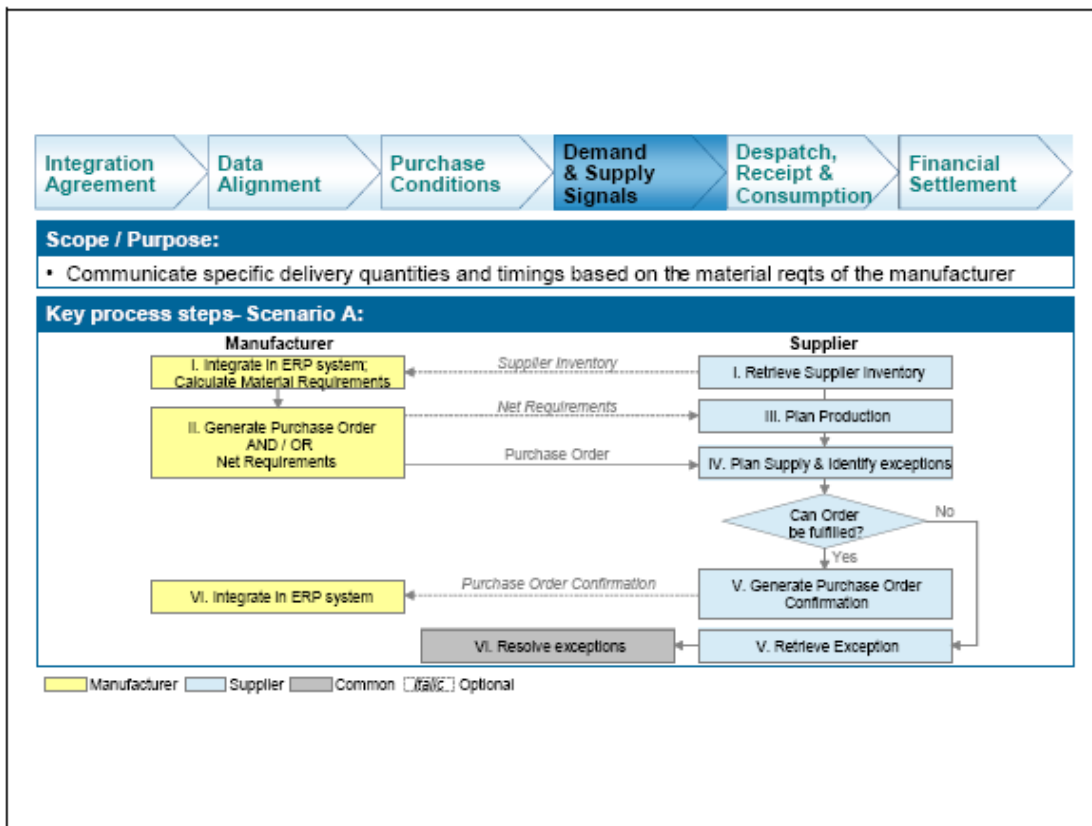 Integration
Agreement
Data
Alignment
Purchase
Conditions
Demand
& Supply
Signals
Despatch,
Receipt &
Consumption
Financial
Settlement
Scope / Purpose:
• Communicate specific delivery quantities and timings based on the material reqts of the manufacturer
Key process steps– Scenario A:
Manufacturer
Supplier
I. Integrate in ERP system;
Calculate Material Requirements
Supplier Inventory
I. Retrieve Supplier Inventory
II. Generate Purchase Order
AND / OR
Net Requirements
Net Requirements
III. Plan Production
Purchase Order
IV. Plan Supply & Identify exceptions
Can Order
be fulfilled?
No
Yes
VI. Integrate in ERP system
Purchase Order Confirmation
V. Generate Purchase Order
Confirmation
VI. Resolve exceptions
V. Retrieve Exception
Manufacturer
Supplier
Common
Italic
Optional